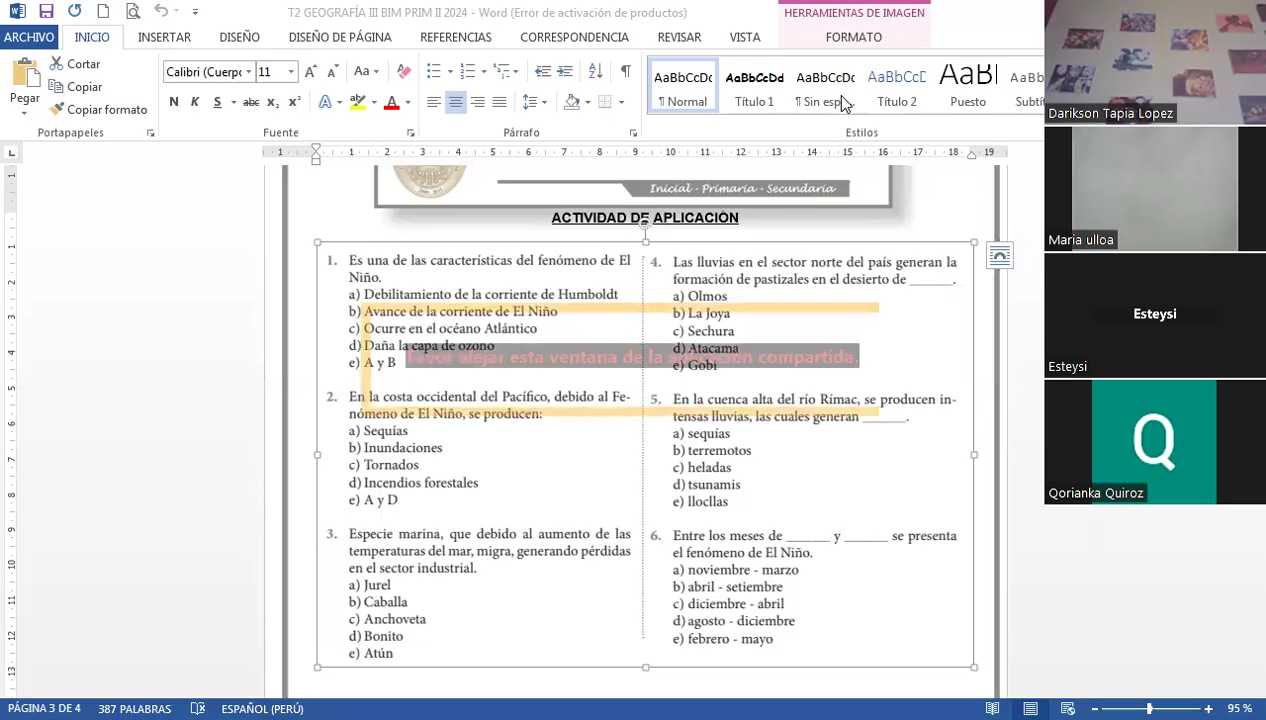 T2 GEOGRAFÍA III BIM PRIM II 2024 - Word (Error de activación de productos)
HERRAMIENTAS DE IMAGEN
ARCHIVO INICIO INSERTAR DISEÑO DISEÑO DE PÁGINA REFERENCIAS CORRESPONDENCIA REVISAR VISTA FORMATO
Pegar
Cortar
Copiar
Copiar formato
Calibri (Cuerpo 11
AaBbCcDc AaBbCcDd AaBbCcDc AaBbCcD AaBb AaBb
¶ Normal Título 1 ¶ Sin esp... Título 2 Puesto Subtít
Portapapeles Fuente Párrafo Estilos
Inicial - Primaria - Secundaria
ACTIVIDAD DE APLICACIÓN
1. Es una de las características del fenómeno de El
Niño.
a) Debilitamiento de la corriente de Humboldt
b) Avance de la corriente de El Niño
c) Ocurre en el océano Atlántico
d) Daña la capa de ozono
e) A y B
2. En la costa occidental del Pacífico, debido al Fe-
nómeno de El Niño, se producen:
a) Sequías
b) Inundaciones
c) Tornados
d) Incendios forestales
e) A y D
3. Especie marina, que debido al aumento de las
temperaturas del mar, migra, generando pérdidas
en el sector industrial.
a) Jurel
b) Caballa
c) Anchoveta
d) Bonito
e) Atún
4. Las lluvias en el sector norte del país generan la
formación de pastizales en el desierto de ______.
a) Olmos
b) La Joya
c) Sechura
d) Atacama
e) Gobi
5. En la cuenca alta del río Rímac, se producen in-
tensas lluvias, las cuales generan ______.
a) sequías
b) terremotos
c) heladas
d) tsunamis
e) llocllas
6. Entre los meses de ______ y ______ se presenta
el fenómeno de El Niño.
a) noviembre - marzo
b) abril - setiembre
c) diciembre - abril
d) agosto - diciembre
e) febrero - mayo
Favor alejar esta ventana de la aplicación compartida.
Darikson Tapia Lopez
Maria ulloa
Esteysi
Esteysi
Q
Qorianka Quiroz
PÁGINA 3 DE 4 387 PALABRAS ESPAÑOL (PERÚ) 95 %